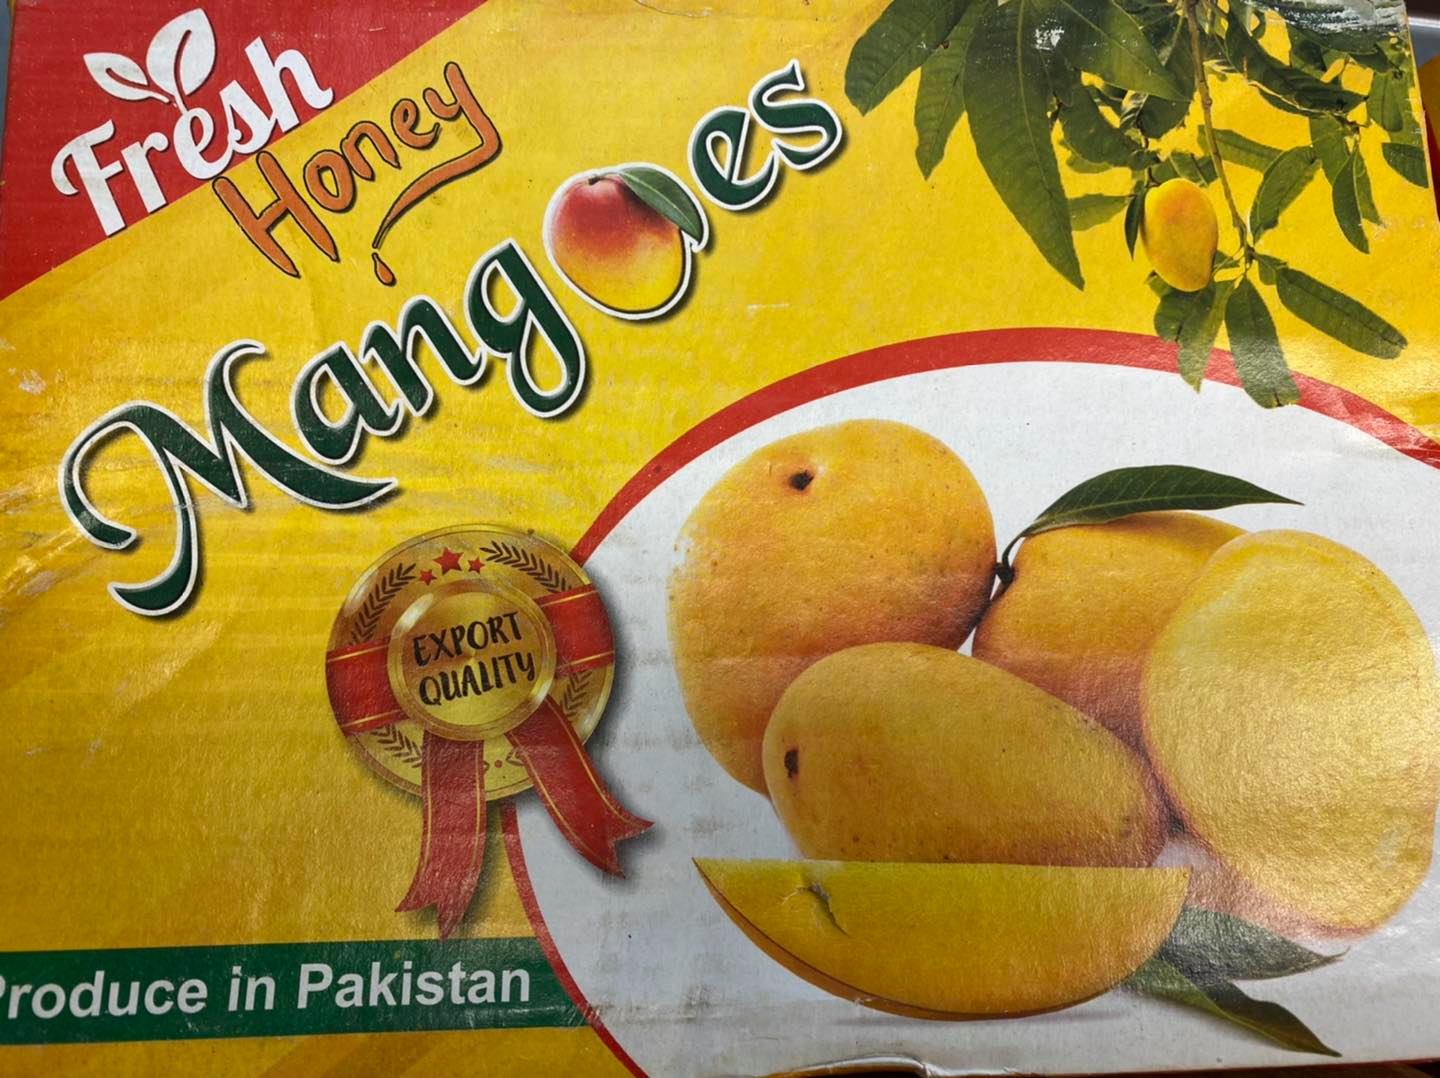 Fresh
Honey
Mangoes
EXPORT
QUALITY
Produce in Pakistan